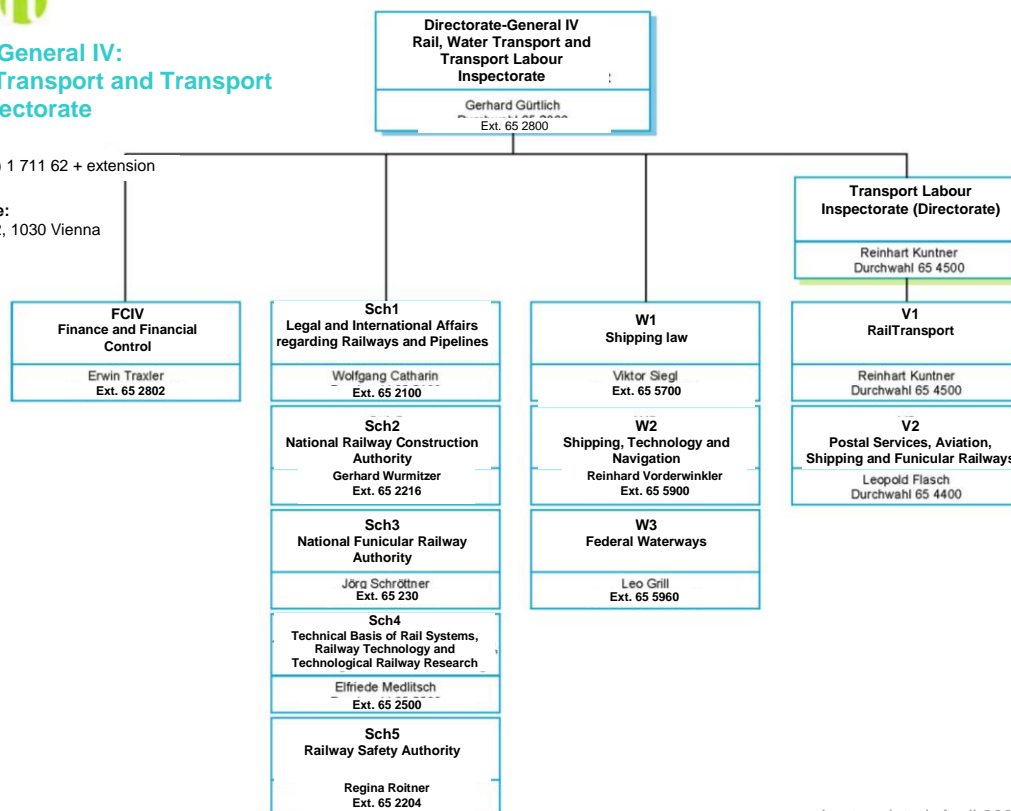 General IV:
Transport and Transport
ectorate
) 1 711 62 + extension
e:
, 1030 Vienna
Directorate-General IV
Rail, Water Transport and
Transport Labour
Inspectorate
Gerhard Gürtlich
Ext. 65 2800
Transport Labour
Inspectorate (Directorate)
Reinhart Kuntner
Durchwahl 65 4500
FCIV
Finance and Financial
Control
Erwin Traxler
Ext. 65 2802
Sch1
Legal and International Affairs
regarding Railways and Pipelines
Wolfgang Catharin
Ext. 65 2100
Sch2
National Railway Construction
Authority
Gerhard Wurmitzer
Ext. 65 2216
Sch3
National Funicular Railway
Authority
Jörg Schröttner
Ext. 65 230
Sch4
Technical Basis of Rail Systems,
Railway Technology and
Technological Railway Research
Elfriede Medlitsch
Ext. 65 2500
Sch5
Railway Safety Authority
Regina Roitner
Ext. 65 2204
W1
Shipping law
Viktor Siegl
Ext. 65 5700
W2
Shipping, Technology and
Navigation
Reinhard Vorderwinkler
Ext. 65 5900
W3
Federal Waterways
Leo Grill
Ext. 65 5960
V1
RailTransport
Reinhart Kuntner
Durchwahl 65 4500
V2
Postal Services, Aviation,
Shipping and Funicular Railways
Leopold Flasch
Durchwahl 65 4400